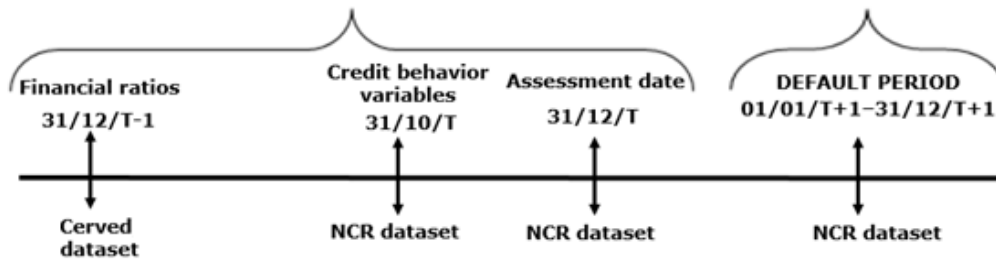 Financial ratios
31/12/T-1
Credit behavior
variables
31/10/T
Assessment date
31/12/T
DEFAULT PERIOD
01/01/T+1–31/12/T+1
Cerved
dataset
NCR dataset
NCR dataset
NCR dataset